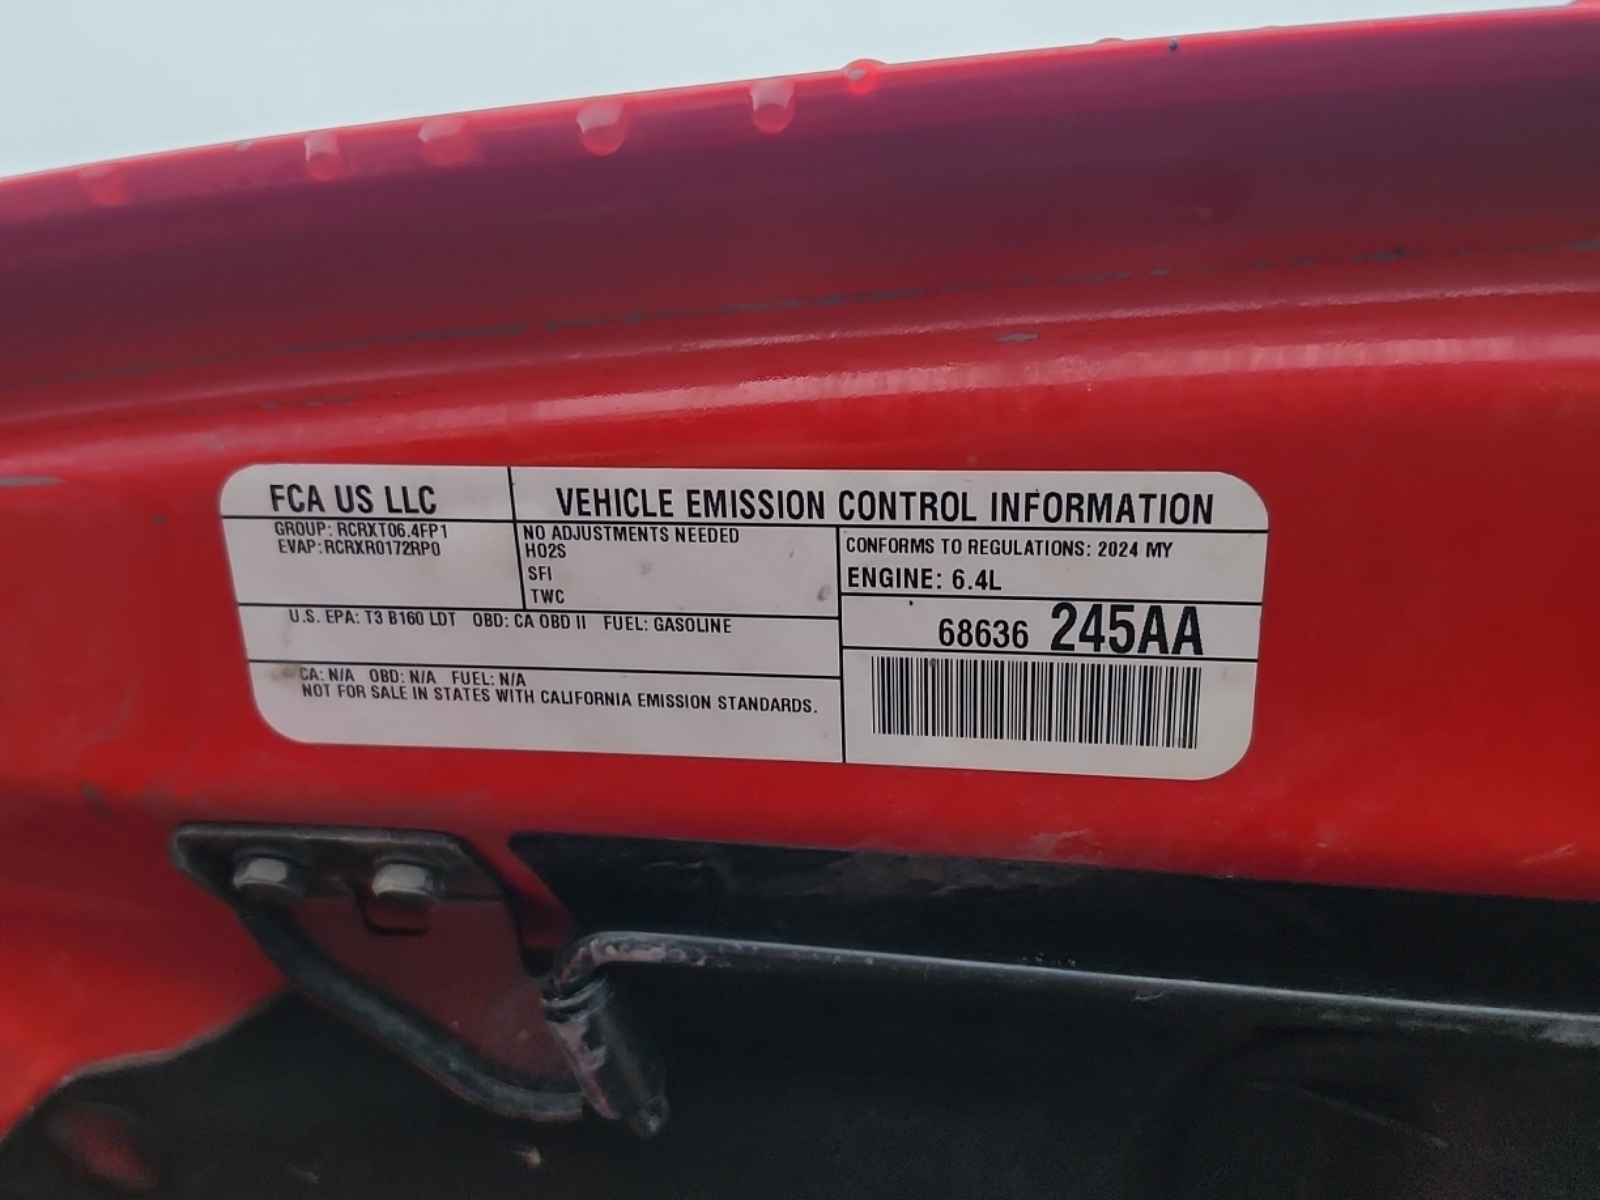 FCA US LLC
VEHICLE EMISSION CONTROL INFORMATION
GROUP: RCRXT06.4FP1
EVAP: RCRXR0172RP0
NO ADJUSTMENTS NEEDED
HO2S
SFI
TWC
CONFORMS TO REGULATIONS: 2024 MY
ENGINE: 6.4L
U.S. EPA: T3 B160 LDT OBD: CA OBD II FUEL: GASOLINE
68636 245AA
CA: N/A OBD: N/A FUEL: N/A
NOT FOR SALE IN STATES WITH CALIFORNIA EMISSION STANDARDS.